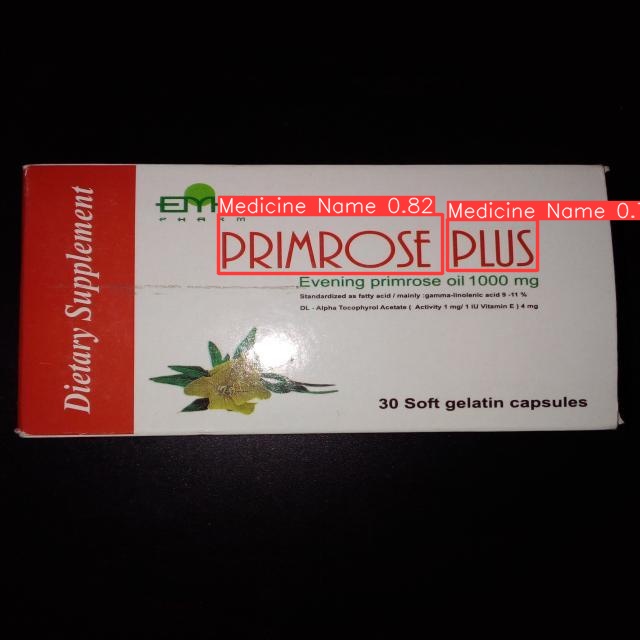 Dietary Supplement
EM
PHARM
Medicine Name 0.82
Medicine Name 0.
PRIMROSE PLUS
Evening primrose oil 1000 mg
Standardized as fatty acid / mainly :gamma-linolenic acid 9 -11 %
DL - Alpha Tocophyrol Acetate ( Activity 1 mg/ 1 IU Vitamin E ) 4 mg
30 Soft gelatin capsules